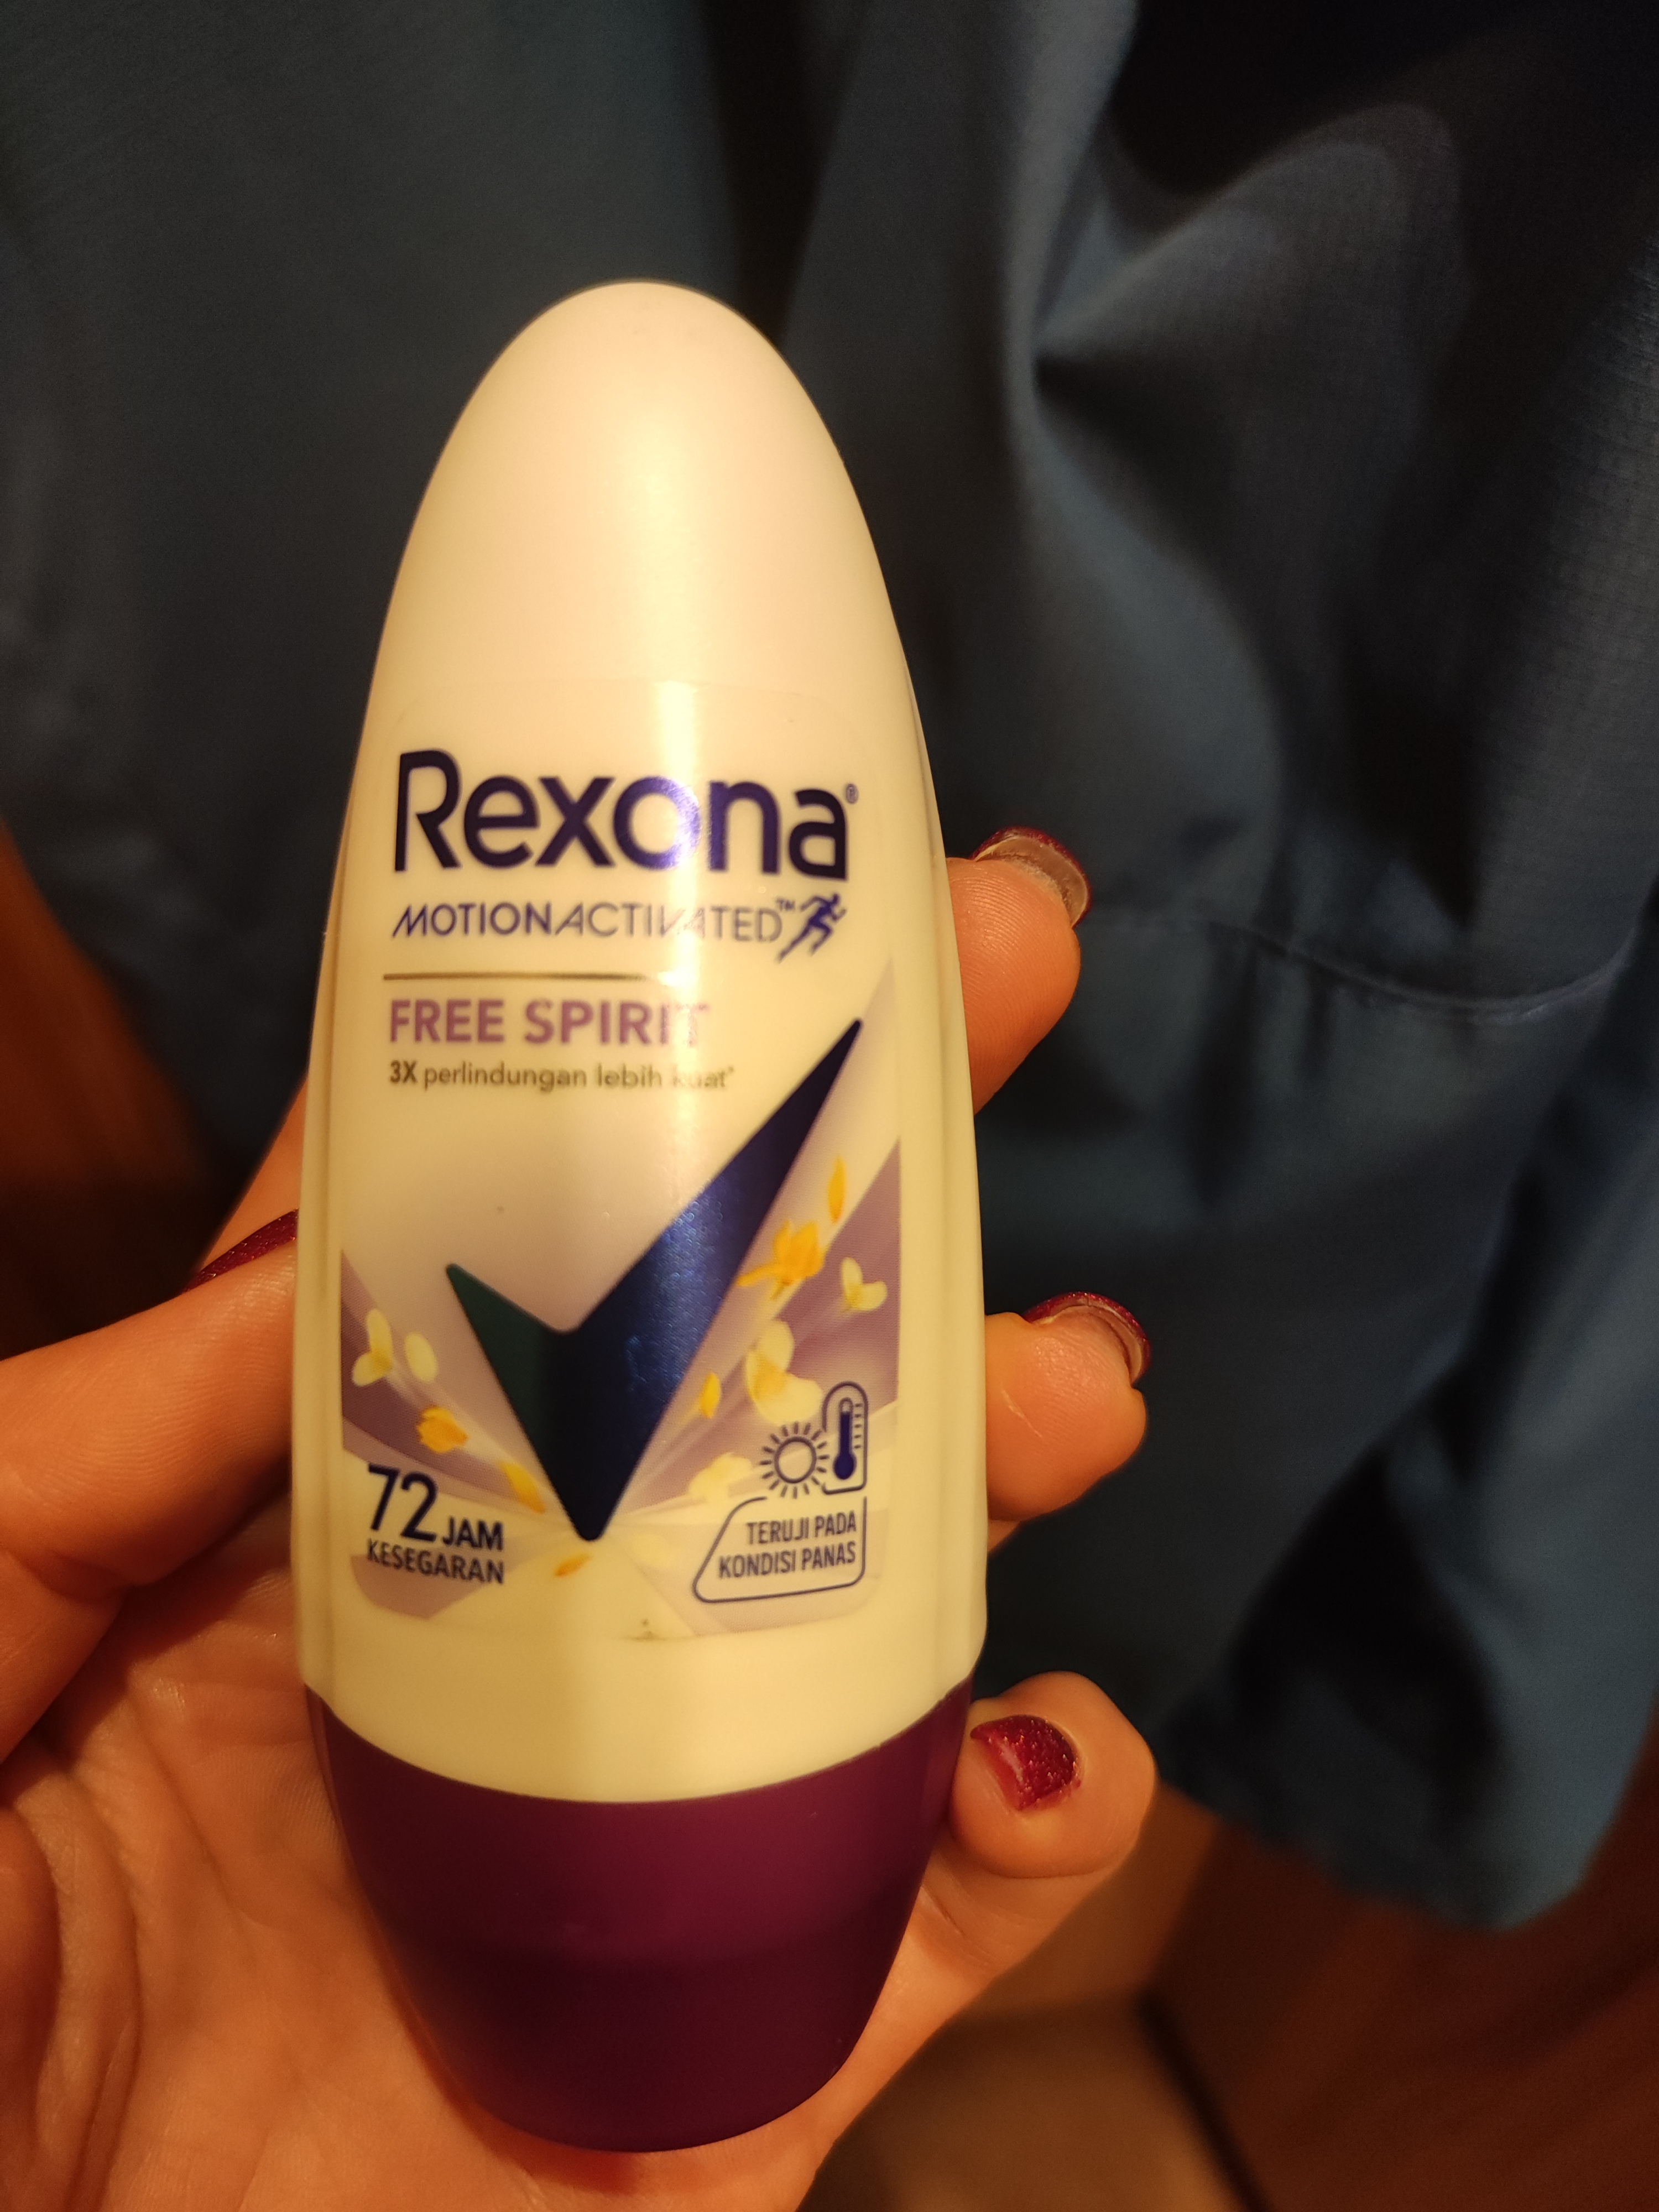 Rexona®
MOTIONACTIVATED™
FREE SPIRIT
3X perlindungan lebih kuat*
72 JAM
KESEGARAN
TERUJI PADA
KONDISI PANAS